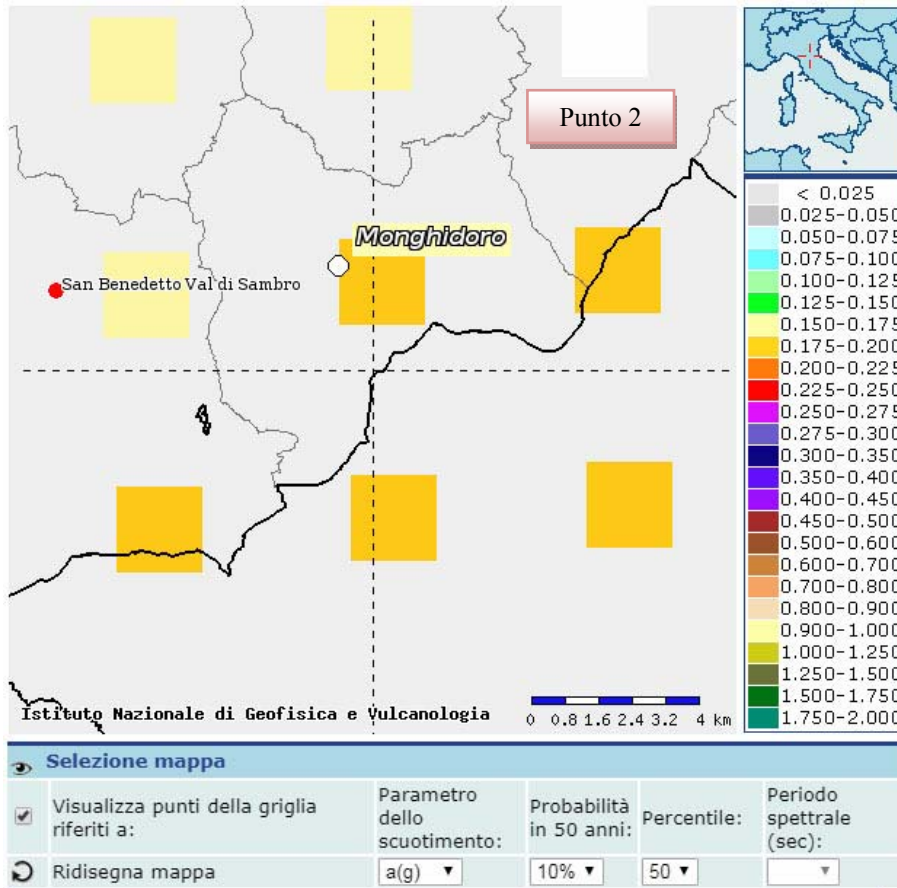 Punto 2
Monghidoro
San Benedetto Val di Sambro
Istituto Nazionale di Geofisica e Vulcanologia
0 0.8 1.6 2.4 3.2 4 km
< 0.025
0.025-0.050
0.050-0.075
0.075-0.100
0.100-0.125
0.125-0.150
0.150-0.175
0.175-0.200
0.200-0.225
0.225-0.250
0.250-0.275
0.275-0.300
0.300-0.350
0.350-0.400
0.400-0.450
0.450-0.500
0.500-0.600
0.600-0.700
0.700-0.800
0.800-0.900
0.900-1.000
1.000-1.250
1.250-1.500
1.500-1.750
1.750-2.000
Selezione mappa
Visualizza punti della griglia
riferiti a:
Parametro
dello
scuotimento:
Probabilità
in 50 anni:
Percentile:
Periodo
spettrale
(sec):
Ridisegna mappa
a(g)
10%
50